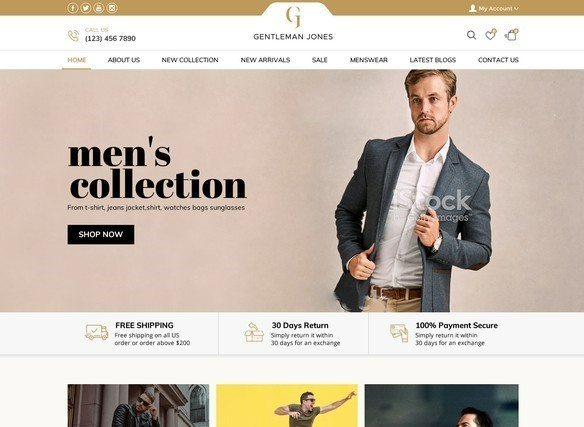 My Account
G
GENTLEMAN JONES
CALL US
(123) 456 7890
HOME ABOUT US NEW COLLECTION NEW ARRIVALS SALE MENSWEAR LATEST BLOGS CONTACT US
men's
collection
From t-shirt, jeans jacket,shirt, watches bags sunglasses
SHOP NOW
iStock
FREE SHIPPING
Free shipping on all US
order or order above $200
30 Days Return
Simply return it within
30 days for an exchange
100% Payment Secure
Simply return it within
30 days for an exchange